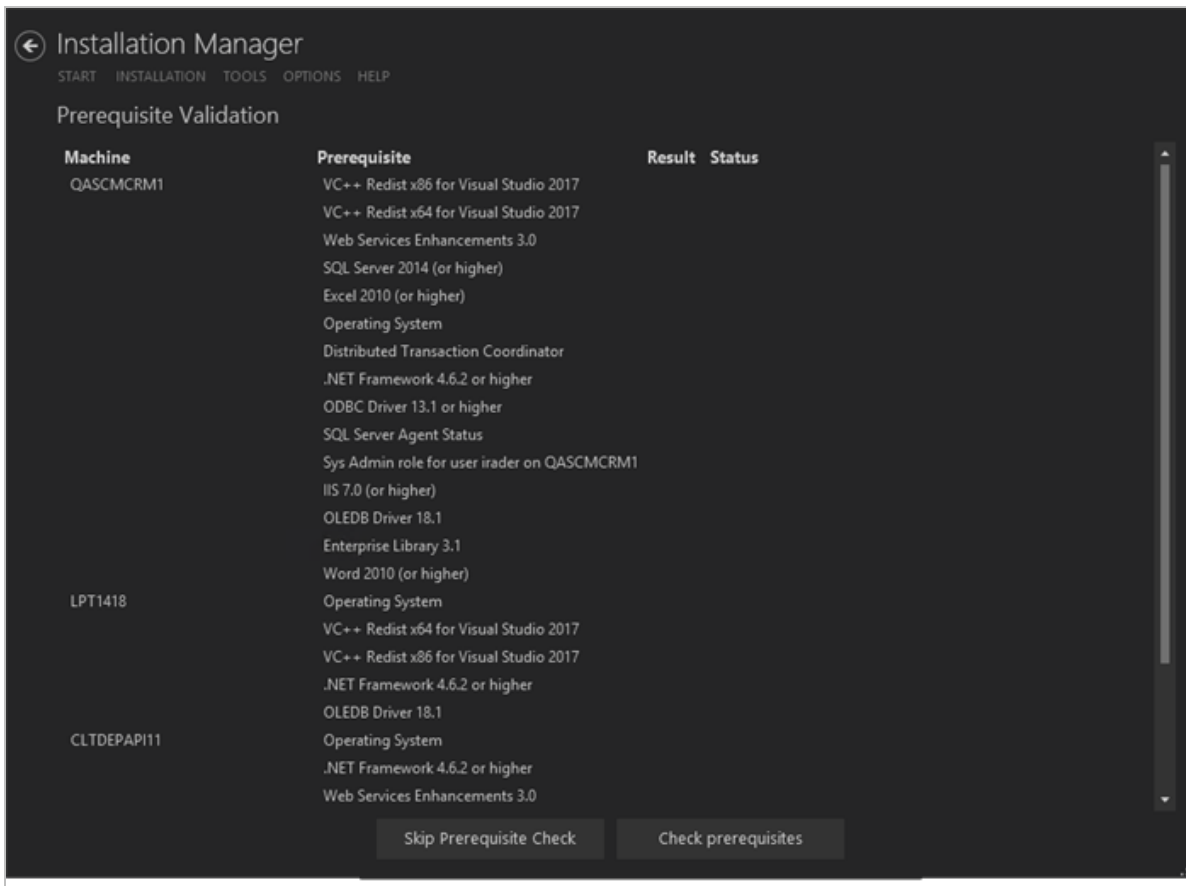 Installation Manager
START INSTALLATION TOOLS OPTIONS HELP
Prerequisite Validation
Machine Prerequisite Result Status
QASCMCRM1 VC++ Redist x86 for Visual Studio 2017
VC++ Redist x64 for Visual Studio 2017
Web Services Enhancements 3.0
SQL Server 2014 (or higher)
Excel 2010 (or higher)
Operating System
Distributed Transaction Coordinator
.NET Framework 4.6.2 or higher
ODBC Driver 13.1 or higher
SQL Server Agent Status
Sys Admin role for user irader on QASCMCRM1
IIS 7.0 (or higher)
OLEDB Driver 18.1
Enterprise Library 3.1
Word 2010 (or higher)
LPT1418 Operating System
VC++ Redist x64 for Visual Studio 2017
VC++ Redist x86 for Visual Studio 2017
.NET Framework 4.6.2 or higher
OLEDB Driver 18.1
CLTDEPAPI11 Operating System
.NET Framework 4.6.2 or higher
Web Services Enhancements 3.0
Skip Prerequisite Check Check prerequisites